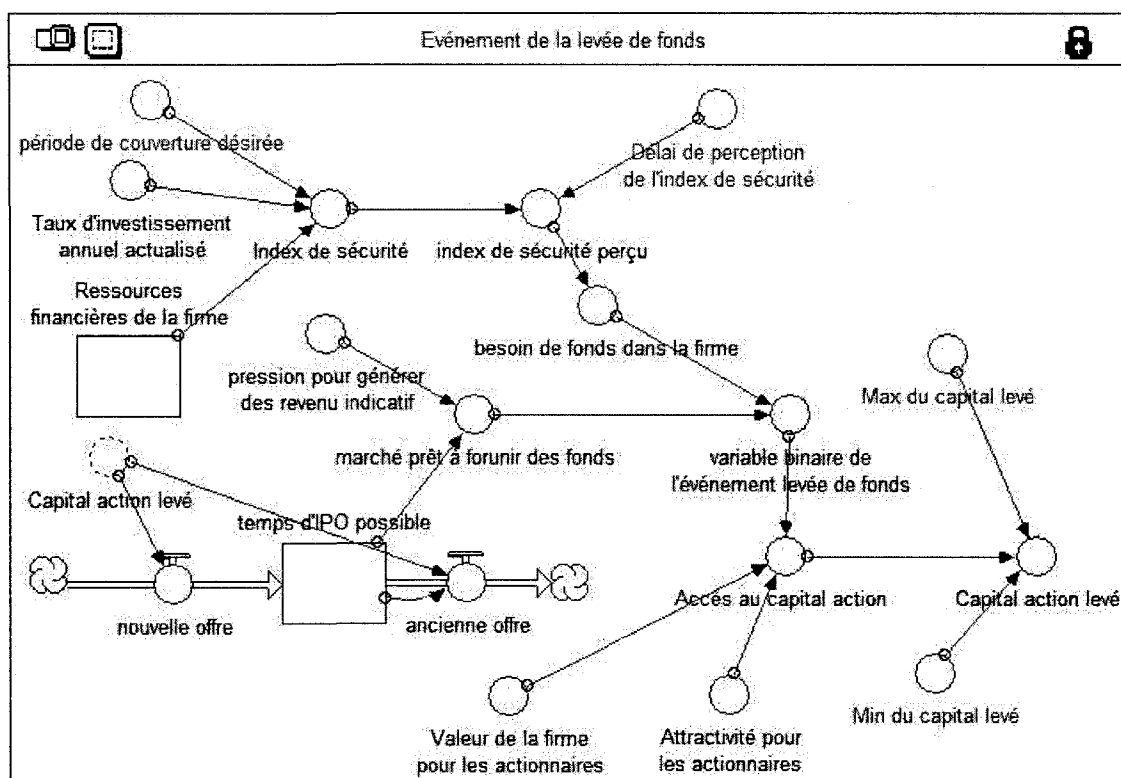 Evénement de la levée de fonds
période de couverture désirée
Délai de perception
de l'index de sécurité
Taux d'investissement
annuel actualisé
Index de sécurité
index de sécurité perçu
Ressources
financières de la firme
besoin de fonds dans la firme
pression pour générer
des revenu indicatif
Max du capital levé
marché prêt à forunir des fonds
variable binaire de
l'événement levée de fonds
Capital action levé
temps d'IPO possible
Accès au capital action
Capital action levé
nouvelle offre
ancienne offre
Min du capital levé
Valeur de la firme
pour les actionnaires
Attractivité pour
les actionnaires